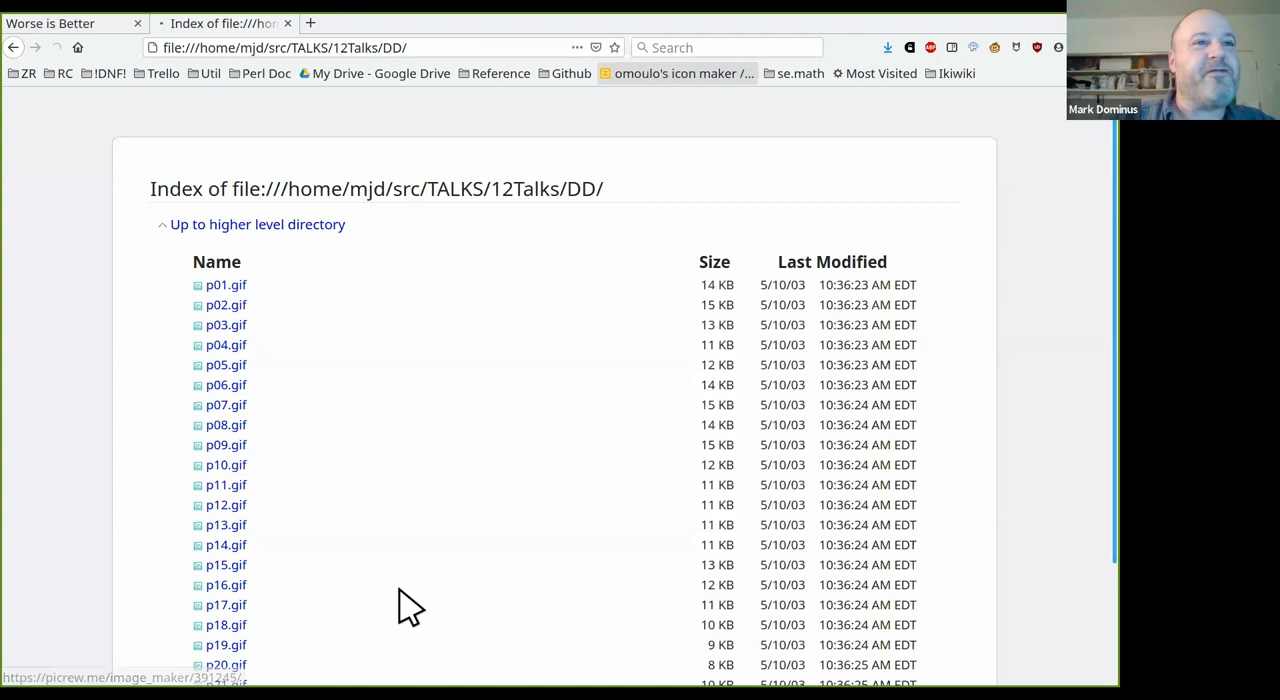 Worse is Better
Index of file:///hor
file:///home/mjd/src/TALKS/12Talks/DD/
Search
ZR RC !DNF! Trello Util Perl Doc My Drive - Google Drive Reference Github omoulo's icon maker /... se.math Most Visited Ikiwiki
Mark Dominus
Index of file:///home/mjd/src/TALKS/12Talks/DD/
Up to higher level directory
Name Size Last Modified
p01.gif 14 KB 5/10/03 10:36:23 AM EDT
p02.gif 15 KB 5/10/03 10:36:23 AM EDT
p03.gif 13 KB 5/10/03 10:36:23 AM EDT
p04.gif 11 KB 5/10/03 10:36:23 AM EDT
p05.gif 12 KB 5/10/03 10:36:23 AM EDT
p06.gif 14 KB 5/10/03 10:36:23 AM EDT
p07.gif 15 KB 5/10/03 10:36:24 AM EDT
p08.gif 14 KB 5/10/03 10:36:24 AM EDT
p09.gif 15 KB 5/10/03 10:36:24 AM EDT
p10.gif 12 KB 5/10/03 10:36:24 AM EDT
p11.gif 11 KB 5/10/03 10:36:24 AM EDT
p12.gif 11 KB 5/10/03 10:36:24 AM EDT
p13.gif 11 KB 5/10/03 10:36:24 AM EDT
p14.gif 11 KB 5/10/03 10:36:24 AM EDT
p15.gif 13 KB 5/10/03 10:36:24 AM EDT
p16.gif 12 KB 5/10/03 10:36:24 AM EDT
p17.gif 11 KB 5/10/03 10:36:24 AM EDT
p18.gif 10 KB 5/10/03 10:36:24 AM EDT
p19.gif 9 KB 5/10/03 10:36:24 AM EDT
p20.gif 8 KB 5/10/03 10:36:25 AM EDT
https://picrew.me/image_maker/391245/